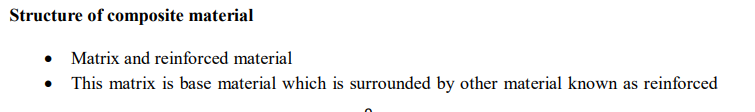 Structure of composite material
• Matrix and reinforced material
• This matrix is base material which is surrounded by other material known as reinforced